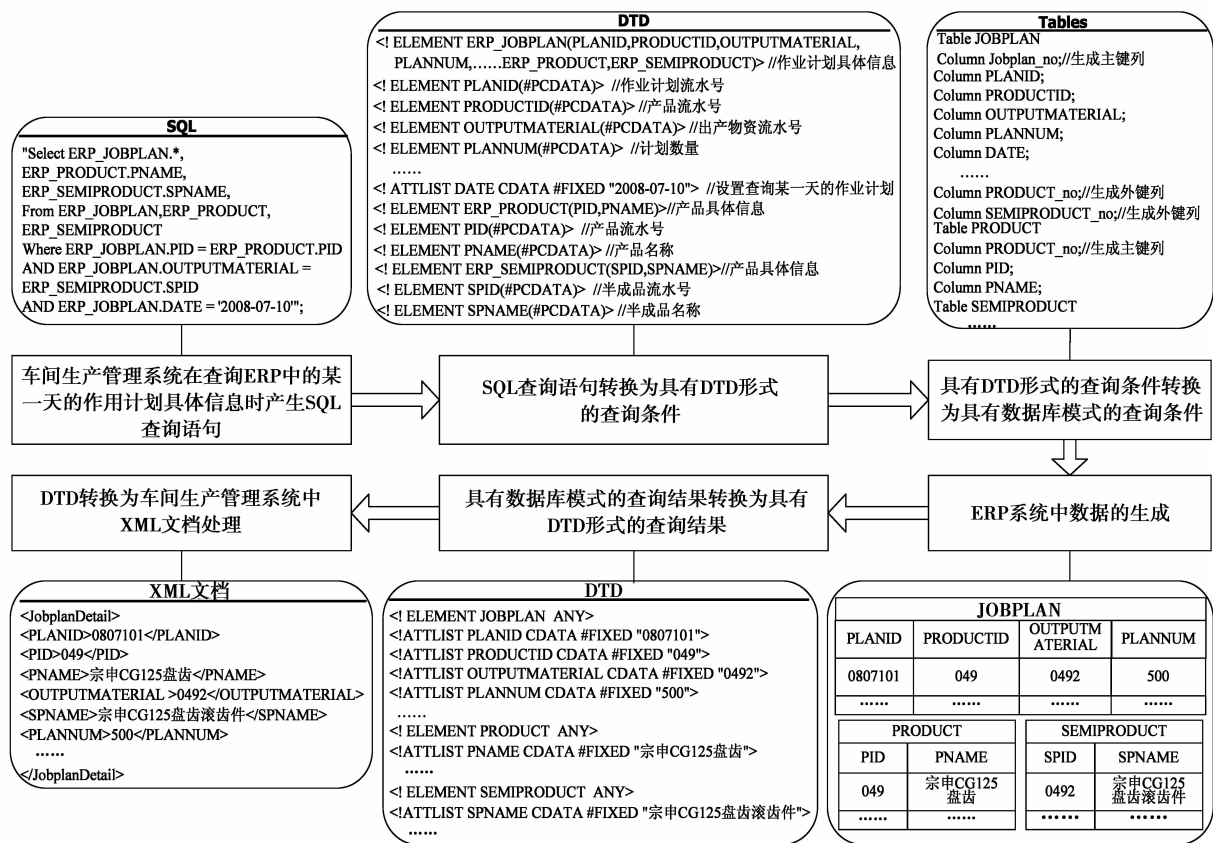 SQL
"Select ERP_JOBPLAN.*,
ERP_PRODUCT.PNAME,
ERP_SEMIPRODUCT.SPNAME,
From ERP_JOBPLAN,ERP_PRODUCT,
ERP_SEMIPRODUCT
Where ERP_JOBPLAN.PID = ERP_PRODUCT.PID
AND ERP_JOBPLAN.OUTPUTMATERIAL =
ERP_SEMIPRODUCT.SPID
AND ERP_JOBPLAN.DATE = '2008-07-10'";
DTD
<! ELEMENT ERP_JOBPLAN(PLANID,PRODUCTID,OUTPUTMATERIAL,
PLANNUM,……ERP_PRODUCT,ERP_SEMIPRODUCT)> //作业计划具体信息
<! ELEMENT PLANID(#PCDATA)> //作业计划流水号
<! ELEMENT PRODUCTID(#PCDATA)> //产品流水号
<! ELEMENT OUTPUTMATERIAL(#PCDATA)> //出产物资流水号
<! ELEMENT PLANNUM(#PCDATA)> //计划数量
……
<! ATTLIST DATE CDATA #FIXED "2008-07-10"> //设置查询某一天的作业计划
<! ELEMENT ERP_PRODUCT(PID,PNAME)>//产品具体信息
<! ELEMENT PID(#PCDATA)> //产品流水号
<! ELEMENT PNAME(#PCDATA)> //产品名称
<! ELEMENT ERP_SEMIPRODUCT(SPID,SPNAME)>//产品具体信息
<! ELEMENT SPID(#PCDATA)> //半成品流水号
<! ELEMENT SPNAME(#PCDATA)> //半成品名称
Tables
Table JOBPLAN
Column Jobplan_no;//生成主键列
Column PLANID;
Column PRODUCTID;
Column OUTPUTMATERIAL;
Column PLANNUM;
Column DATE;
……
Column PRODUCT_no;//生成外键列
Column SEMIPRODUCT_no;//生成外键列
Table PRODUCT
Column PRODUCT_no;//生成主键列
Column PID;
Column PNAME;
Table SEMIPRODUCT
……
车间生产管理系统在查询ERP中的某
一天的作用计划具体信息时产生SQL
查询语句
SQL查询语句转换为具有DTD形式
的查询条件
具有DTD形式的查询条件转换
为具有数据库模式的查询条件
DTD转换为车间生产管理系统中
XML文档处理
具有数据库模式的查询结果转换为具有
DTD形式的查询结果
ERP系统中数据的生成
XML文档
<JobplanDetail>
<PLANID>0807101</PLANID>
<PID>049</PID>
<PNAME>宗申CG125盘齿</PNAME>
<OUTPUTMATERIAL >0492</OUTPUTMATERIAL>
<SPNAME>宗申CG125盘齿滚齿件</SPNAME>
<PLANNUM>500</PLANNUM>
……
</JobplanDetail>
DTD
<! ELEMENT JOBPLAN ANY>
<!ATTLIST PLANID CDATA #FIXED "0807101">
<!ATTLIST PRODUCTID CDATA #FIXED "049">
<!ATTLIST OUTPUTMATERIAL CDATA #FIXED "0492">
<!ATTLIST PLANNUM CDATA #FIXED "500">
……
<! ELEMENT PRODUCT ANY>
<!ATTLIST PNAME CDATA #FIXED "宗申CG125盘齿">
……
<! ELEMENT SEMIPRODUCT ANY>
<!ATTLIST SPNAME CDATA #FIXED "宗申CG125盘齿滚齿件">
……
JOBPLAN
PLANID PRODUCTID OUTPUTM
ATERIAL PLANNUM
0807101 049 0492 500
…… …… …… ……
PRODUCT
PID PNAME
049 宗申CG125
盘齿
…… ……
SEMIPRODUCT
SPID SPNAME
0492 宗申CG125
盘齿滚齿件
…… ……